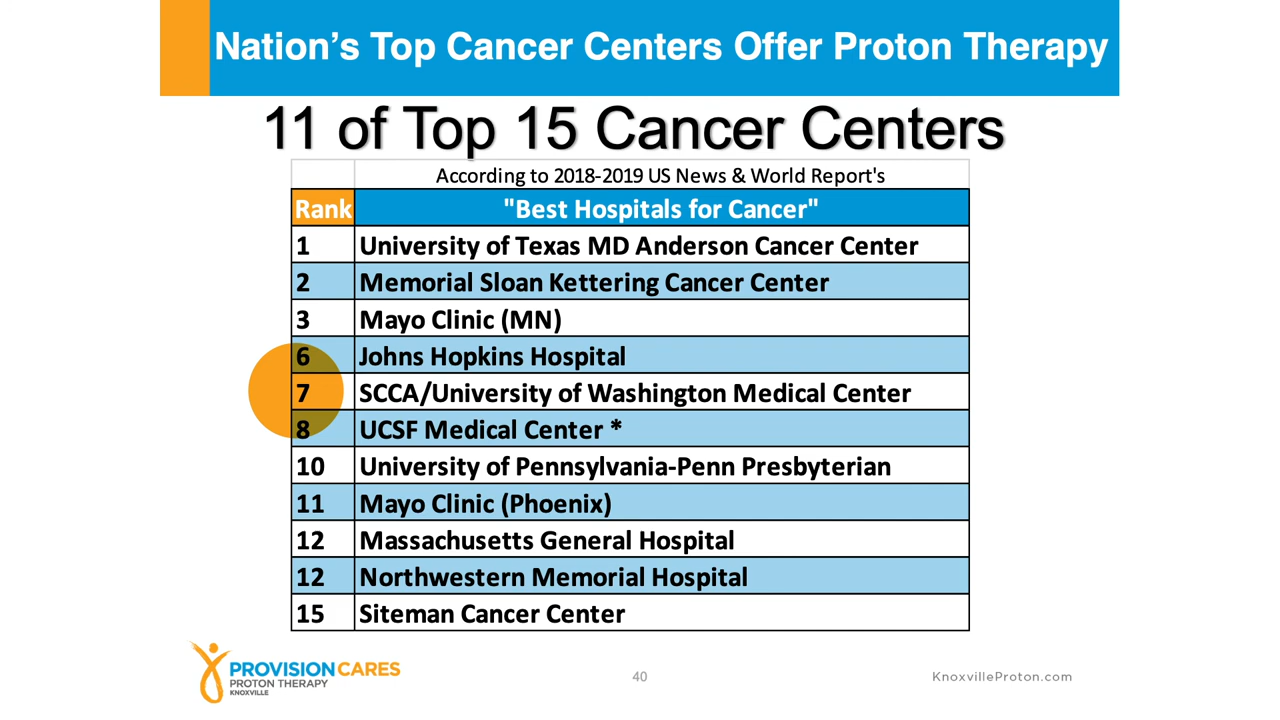 Nation's Top Cancer Centers Offer Proton Therapy
11 of Top 15 Cancer Centers
According to 2018-2019 US News & World Report's
Rank "Best Hospitals for Cancer"
1 University of Texas MD Anderson Cancer Center
2 Memorial Sloan Kettering Cancer Center
3 Mayo Clinic (MN)
6 Johns Hopkins Hospital
7 SCCA/University of Washington Medical Center
8 UCSF Medical Center *
10 University of Pennsylvania-Penn Presbyterian
11 Mayo Clinic (Phoenix)
12 Massachusetts General Hospital
12 Northwestern Memorial Hospital
15 Siteman Cancer Center
PROVISION CARES
PROTON THERAPY
KNOXVILLE
40
KnoxvilleProton.com